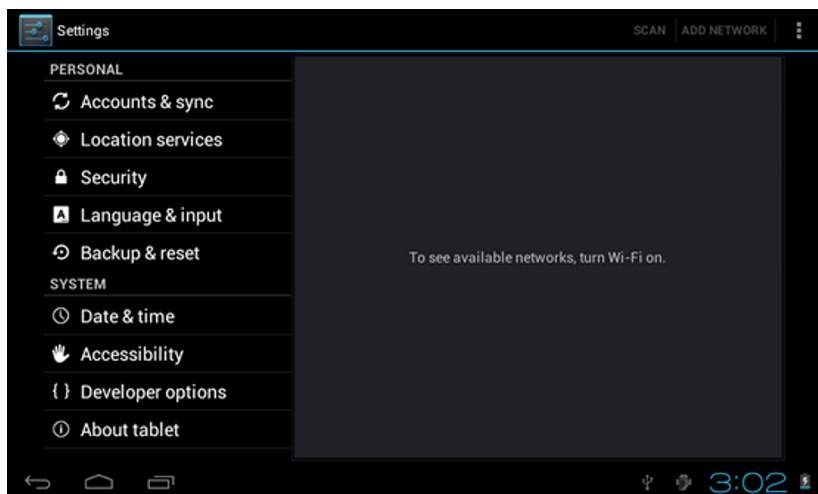 Settings
SCAN
ADD NETWORK
PERSONAL
Accounts & sync
Location services
Security
Language & input
Backup & reset
SYSTEM
Date & time
Accessibility
{ } Developer options
About tablet
To see available networks, turn Wi-Fi on.
3:02